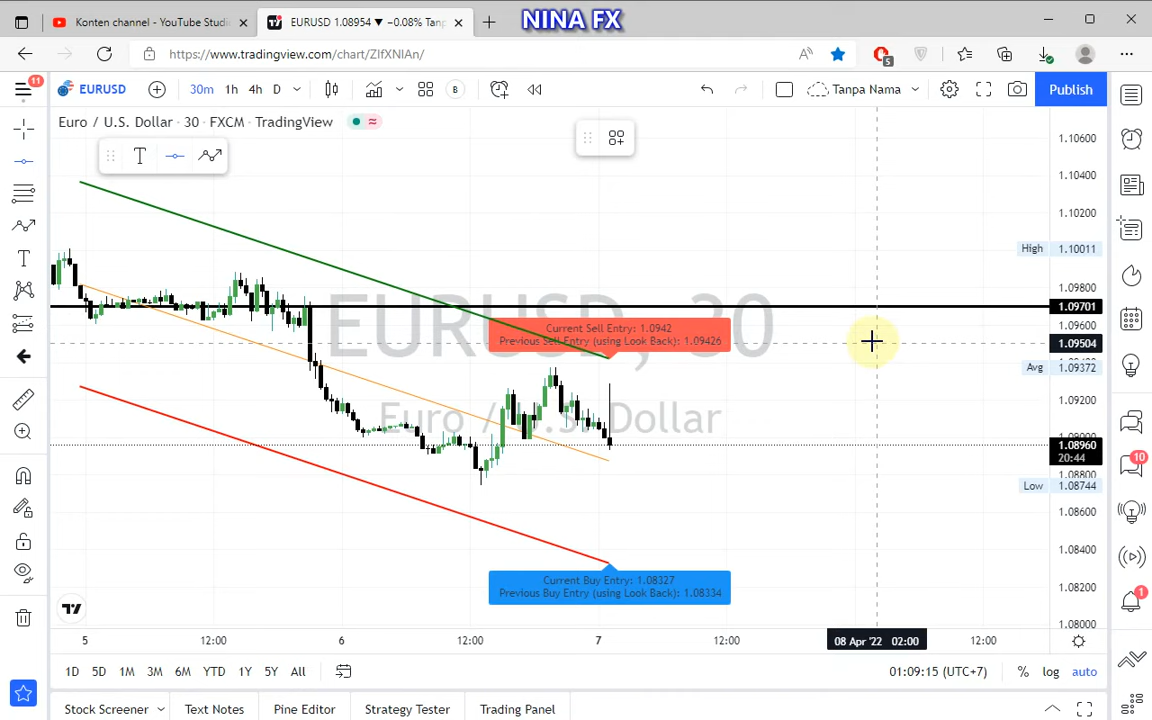 NINA FX
Konten channel - YouTube Studi
EURUSD 1.08954 ▼ −0.08% Tanp
https://www.tradingview.com/chart/ZIfXNIAn/
5
11
EURUSD
30m 1h 4h D
B
Tanpa Nama
Publish
Euro / U.S. Dollar · 30 · FXCM · TradingView
T
EURUSD, 30
Euro / U.S. Dollar
Current Sell Entry: 1.0942
Previous Sell Entry (using Look Back): 1.09426
Current Buy Entry: 1.08327
Previous Buy Entry (using Look Back): 1.08334
1.10600
1.10400
1.10200
High 1.10011
1.09800
1.09701
1.09600
1.09504
Avg 1.09372
1.09200
1.08960
20:44
1.08800
Low 1.08744
1.08600
1.08400
1.08200
1.08000
10
1
5 12:00 6 12:00 7 12:00 08 Apr '22 02:00 12:00
1D 5D 1M 3M 6M YTD 1Y 5Y All
01:09:15 (UTC+7) % log auto
Stock Screener Text Notes Pine Editor Strategy Tester Trading Panel